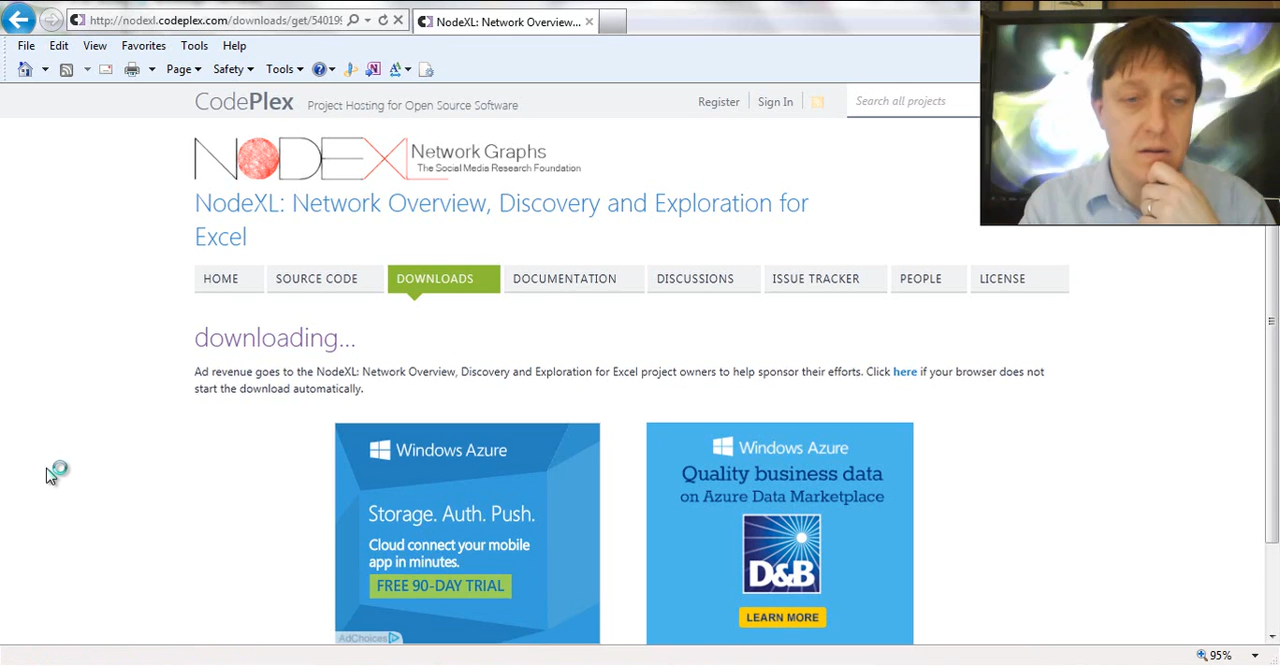 http://nodexl.codeplex.com/downloads/get/54019
NodeXL: Network Overview,...
File Edit View Favorites Tools Help
Page Safety Tools
CodePlex Project Hosting for Open Source Software
Register Sign In Search all projects
NODEXL Network Graphs
The Social Media Research Foundation
NodeXL: Network Overview, Discovery and Exploration for
Excel
HOME SOURCE CODE DOWNLOADS DOCUMENTATION DISCUSSIONS ISSUE TRACKER PEOPLE LICENSE
downloading...
Ad revenue goes to the NodeXL: Network Overview, Discovery and Exploration for Excel project owners to help sponsor their efforts. Click here if your browser does not
start the download automatically.
Windows Azure
Storage. Auth. Push.
Cloud connect your mobile
app in minutes.
FREE 90-DAY TRIAL
AdChoices
Windows Azure
Quality business data
on Azure Data Marketplace
D&B
LEARN MORE
95%